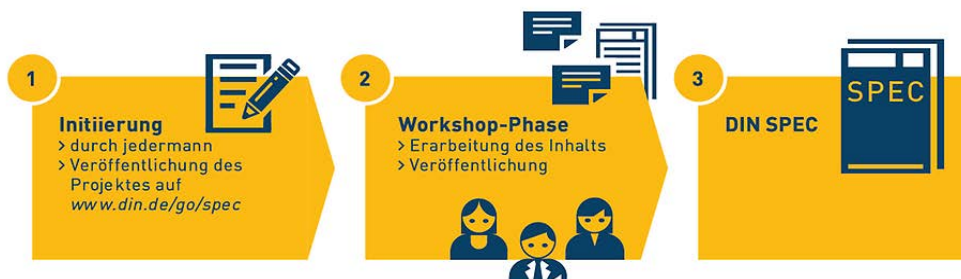 1
Initiierung
> durch jedermann
> Veröffentlichung des
Projektes auf
www.din.de/go/spec
2
Workshop-Phase
> Erarbeitung des Inhalts
> Veröffentlichung
3
DIN SPEC
SPEC